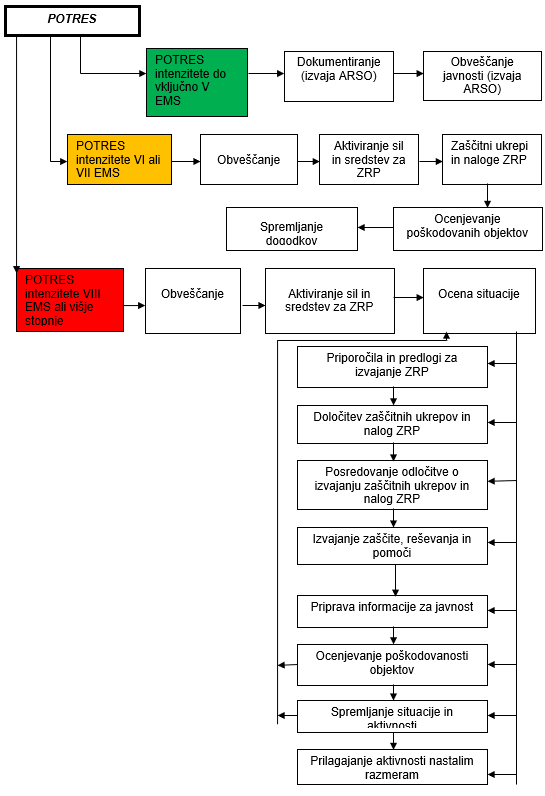 POTRES
POTRES
intenzitete do
vključno V
EMS
Dokumentiranje
(izvaja ARSO)
Obveščanje
javnosti (izvaja
ARSO)
POTRES
intenzitete VI ali
VII EMS
Obveščanje
Aktiviranje sil
in sredstev za
ZRP
Zaščitni ukrepi
in naloge ZRP
Ocenjevanje
poškodovanih objektov
Spremljanje
dogodkov
POTRES
intenzitete VIII
EMS ali višje
stopnje
Obveščanje
Aktiviranje sil in
sredstev za ZRP
Ocena situacije
Priporočila in predlogi za
izvajanje ZRP
Določitev zaščitnih ukrepov in
nalog ZRP
Posredovanje odločitve o
izvajanju zaščitnih ukrepov in
nalog ZRP
Izvajanje zaščite, reševanja in
pomoči
Priprava informacije za javnost
Ocenjevanje poškodovanosti
objektov
Spremljanje situacije in
aktivnosti
Prilagajanje aktivnosti nastalim
razmeram